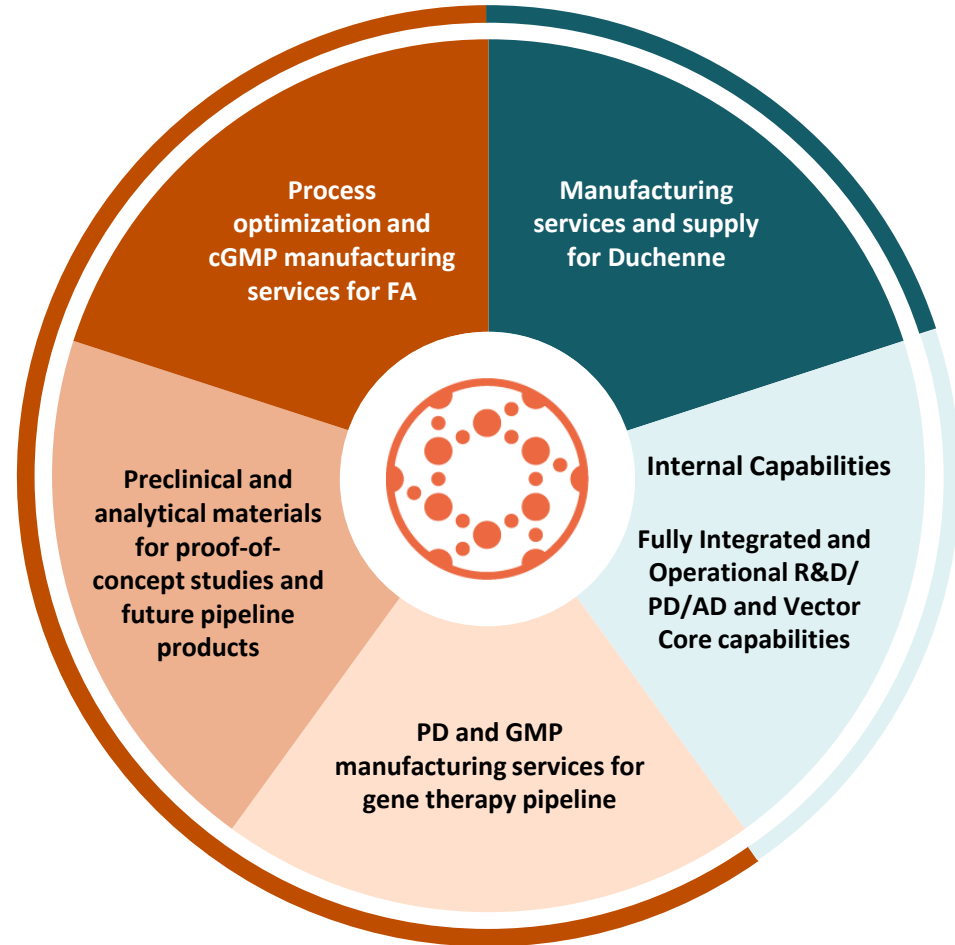 Process
optimization and
cGMP manufacturing
services for FA
Manufacturing
services and supply
for Duchenne
Internal Capabilities
Fully Integrated and
Operational R&D/
PD/AD and Vector
Core capabilities
PD and GMP
manufacturing services for
gene therapy pipeline
Preclinical and
analytical materials
for proof-of-
concept studies and
future pipeline
products